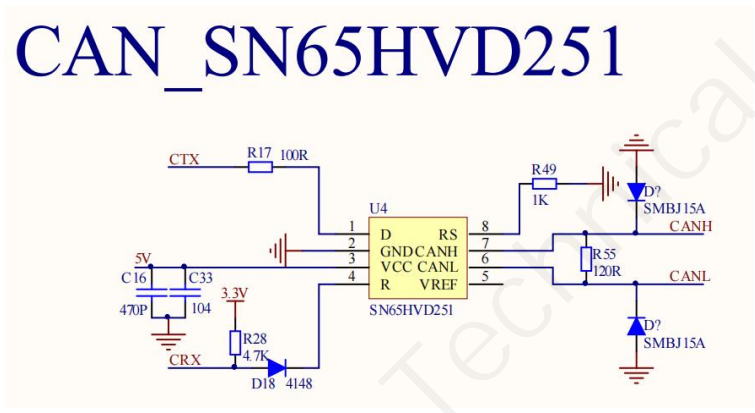 CAN_SN65HVD251
CTX
R17 100R
R49
1K
D?
SMBJ15A
CANH
U4
1 D RS 8
2 GND CANH 7
3 VCC CANL 6
4 R VREF 5
SN65HVD251
R55
120R
CANL
5V
C16
C33
470P
104
3.3V
R28
4.7K
CRX
D18 4148
D?
SMBJ15A
Technical